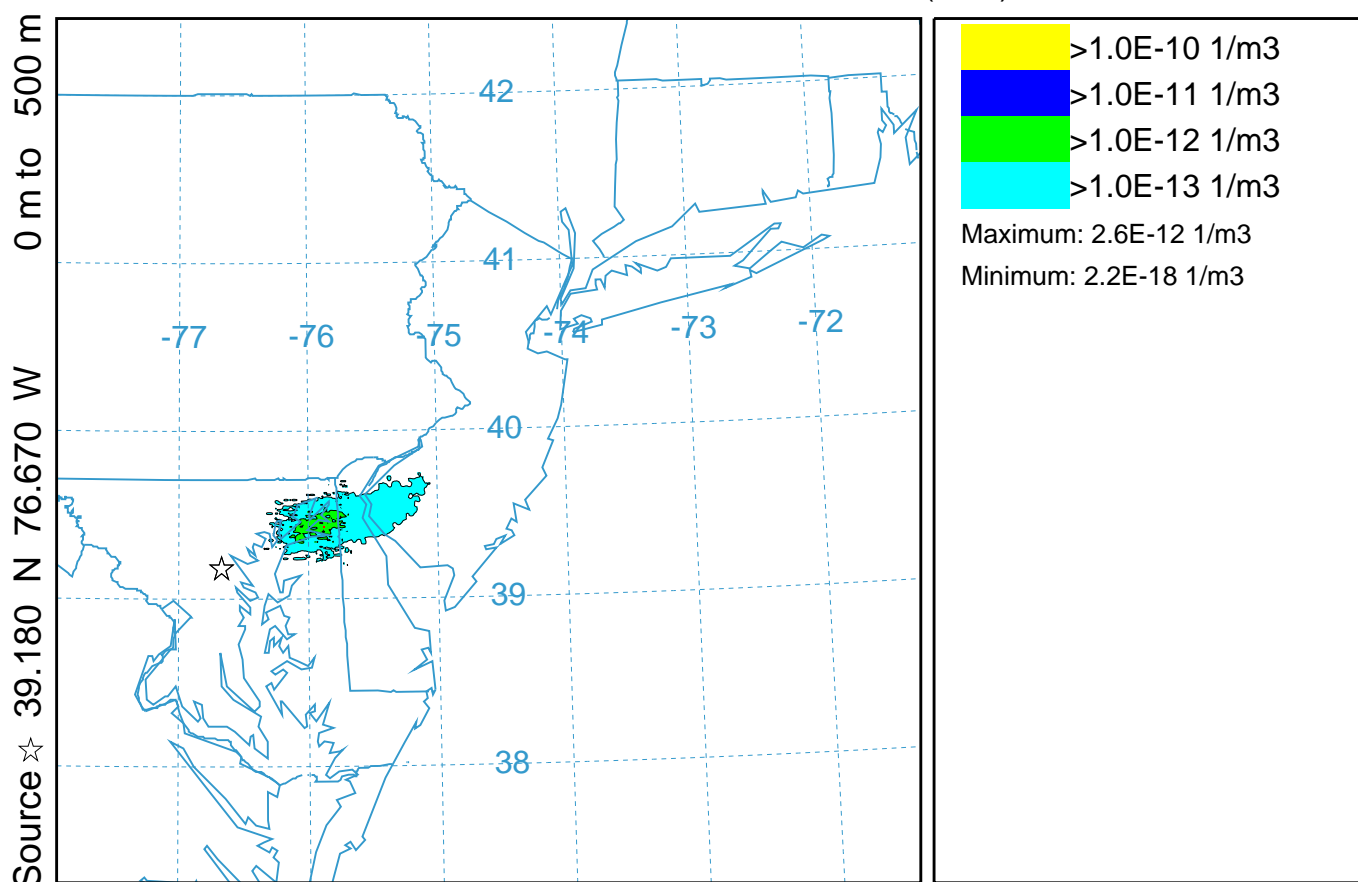 Source ☆ 39.180 N 76.670 W 0 m to 500 m
42
41
-77
-76
-75
-74
-73
-72
40
39
38
>1.0E-10 1/m3
>1.0E-11 1/m3
>1.0E-12 1/m3
>1.0E-13 1/m3
Maximum: 2.6E-12 1/m3
Minimum: 2.2E-18 1/m3